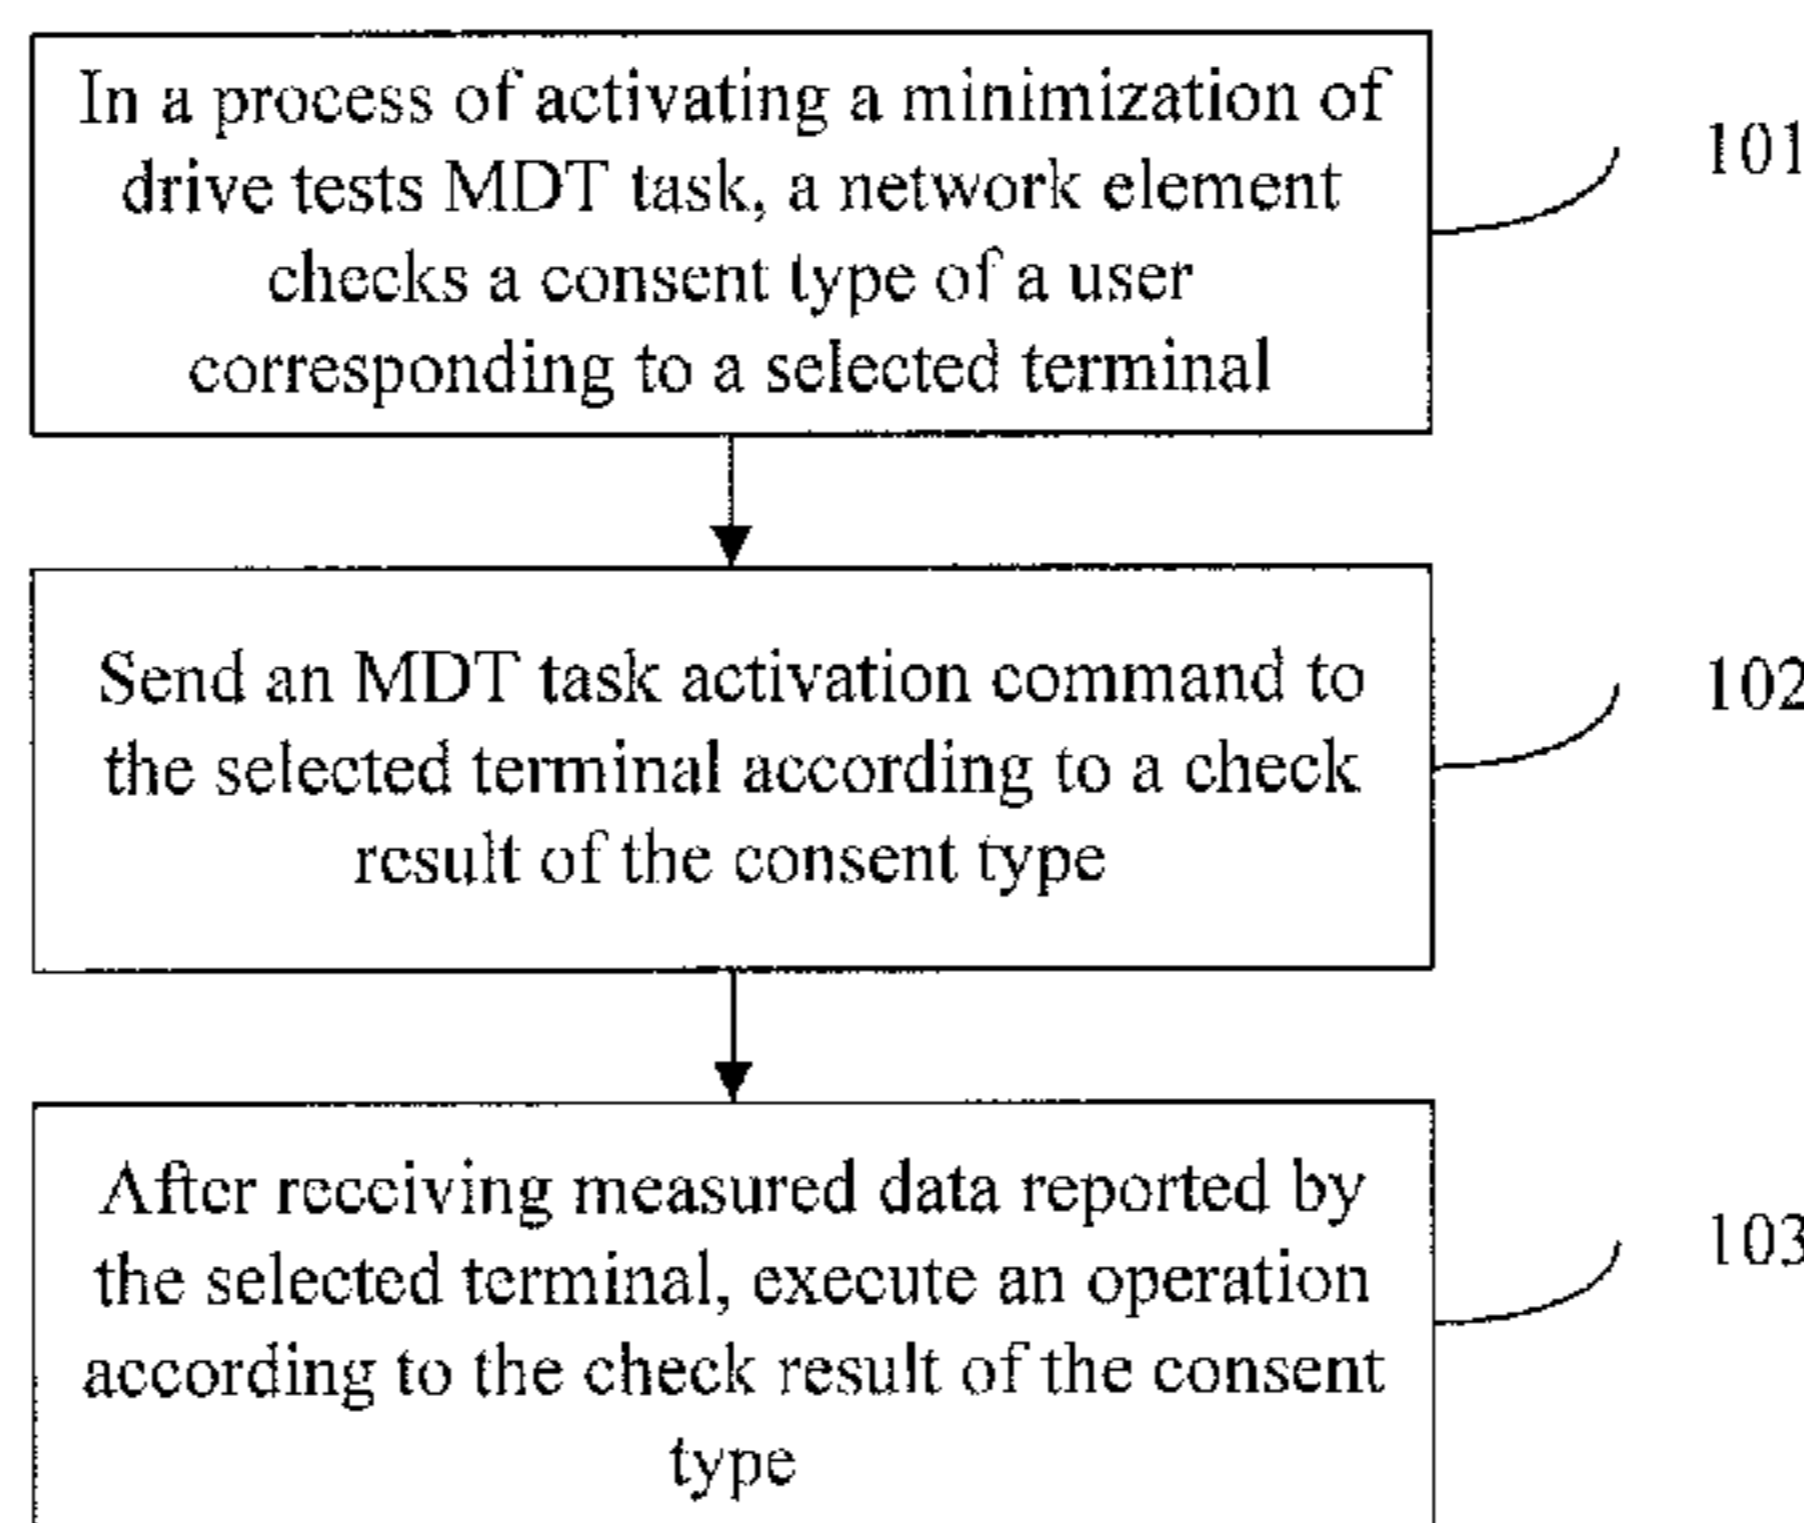 In a process of activating a minimization of
drive tests MDT task, a network element
checks a consent type of a user
corresponding to a selected terminal
101
Send an MDT task activation command to
the selected terminal according to a check
result of the consent type
102
After receiving measured data reported by
the selected terminal, execute an operation
according to the check result of the consent
type
103